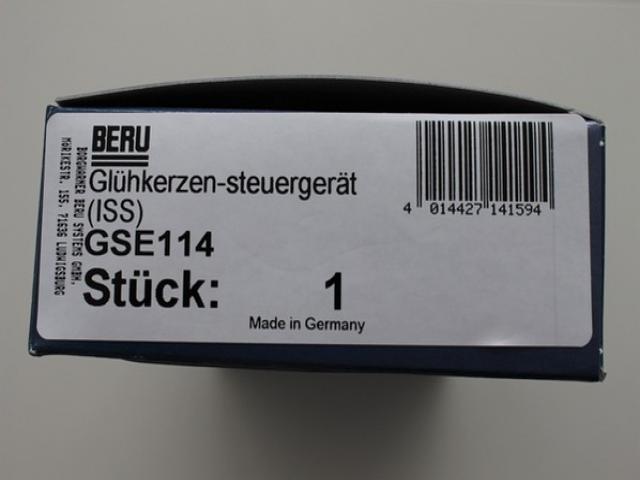 BERU
Glühkerzen-steuergerät
(ISS)
GSE114
Stück: 1
Made in Germany
4 014427 141594
BORGWARNER BERU SYSTEMS GMBH.
MöRIKESTR. 155. 71636 LUDWIGSBURG